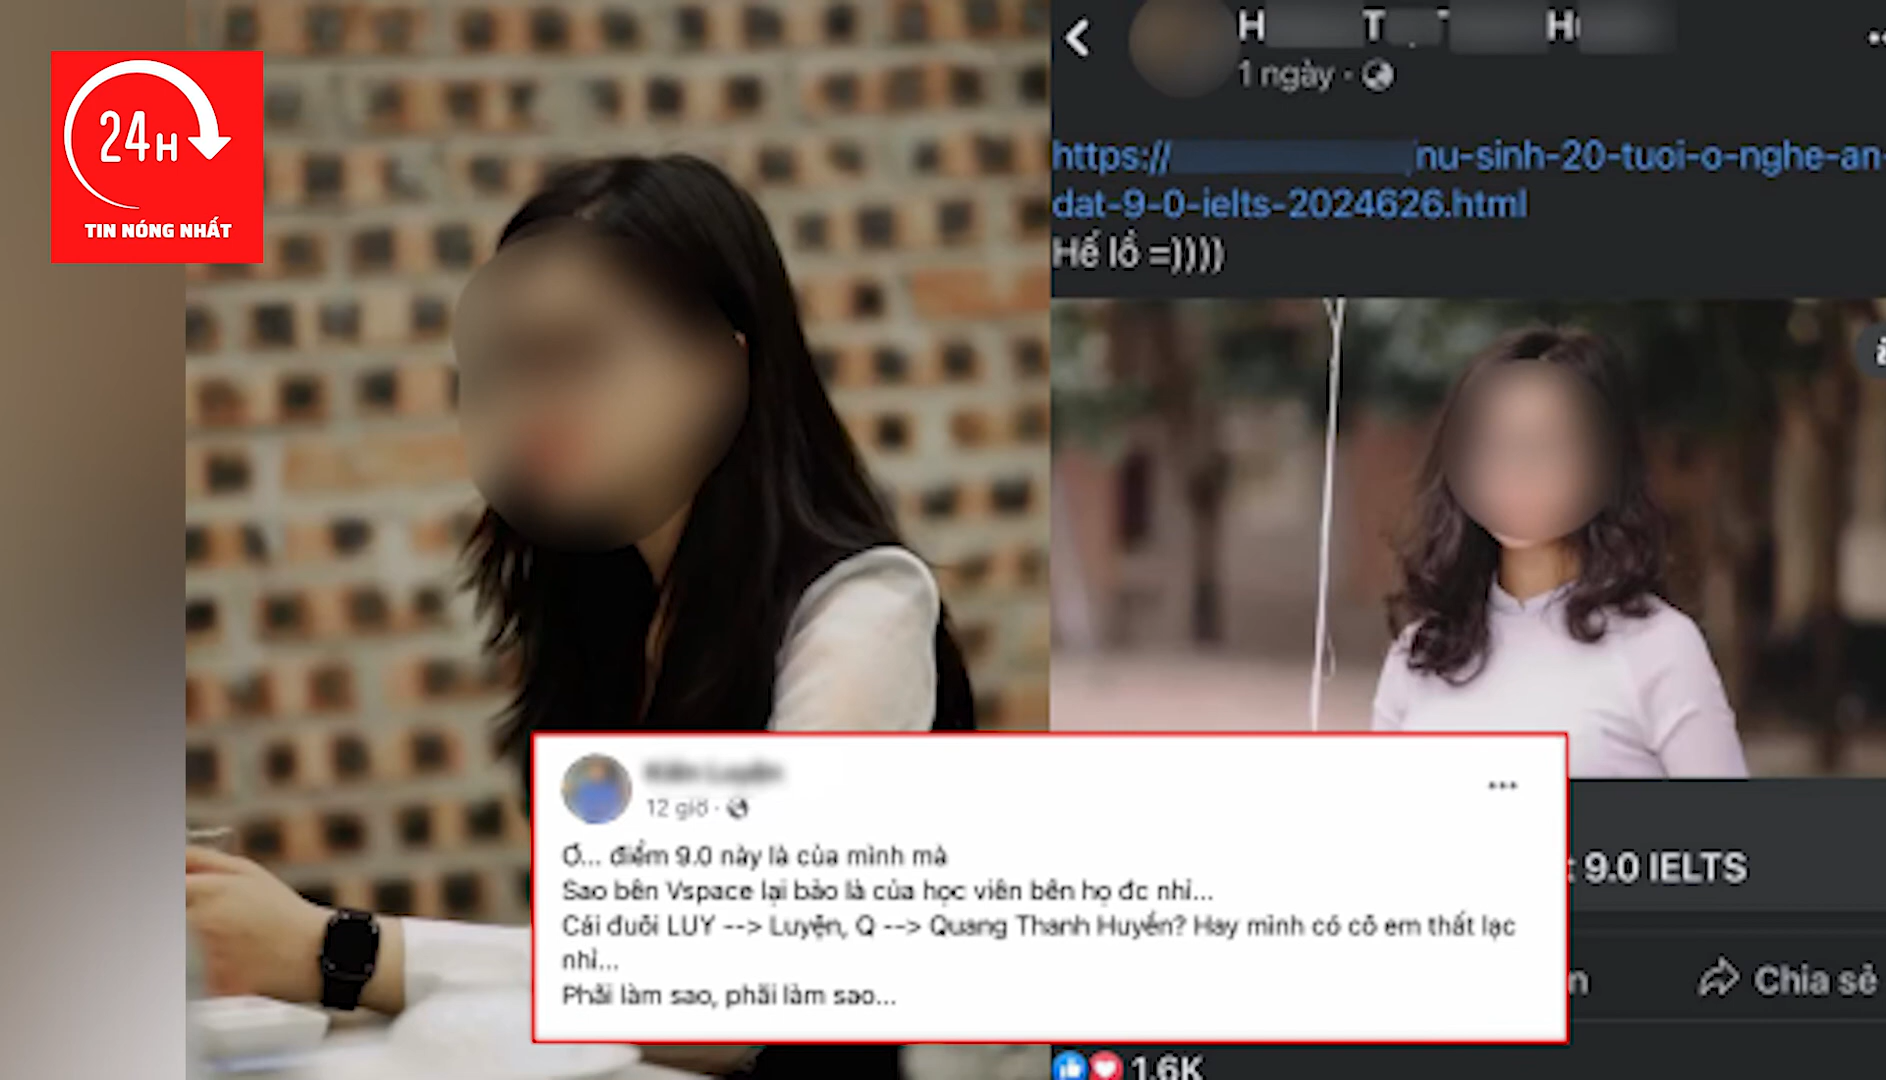 24H
TIN NÓNG NHẤT
H T T H
1 ngày
https:// nu-sinh-20-tuoi-o-nghe-an-
dat-9-0-ielts-2024626.html
Hế lồ =))))
12 giờ
Ơ... điểm 9.0 này là của mình mà
Sao bên Vspace lại bảo là của học viên bên họ đc nhỉ...
Cái đuôi LUY --> Luyện, Q --> Quang Thanh Huyền? Hay mình có cô em thất lạc
nhỉ...
Phải làm sao, phải làm sao...
: 9.0 IELTS
n
Chia sẻ
1.6K